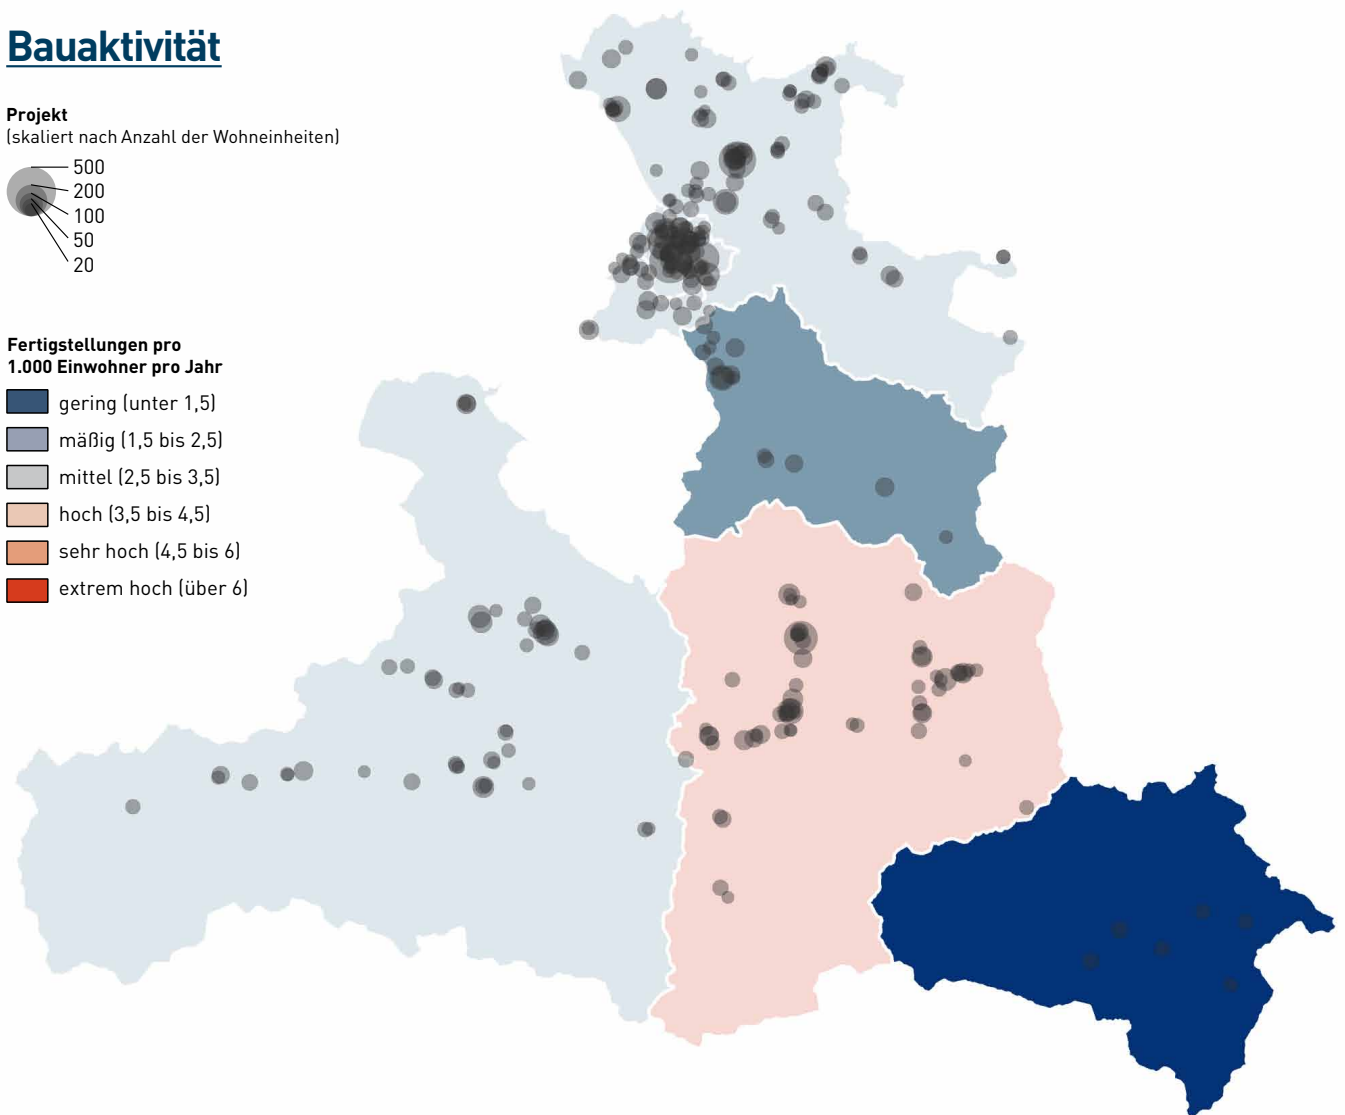 Bauaktivität
Projekt
(skaliert nach Anzahl der Wohneinheiten)
500
200
100
50
20
Fertigstellungen pro
1.000 Einwohner pro Jahr
gering (unter 1,5)
mäßig (1,5 bis 2,5)
mittel (2,5 bis 3,5)
hoch (3,5 bis 4,5)
sehr hoch (4,5 bis 6)
extrem hoch (über 6)